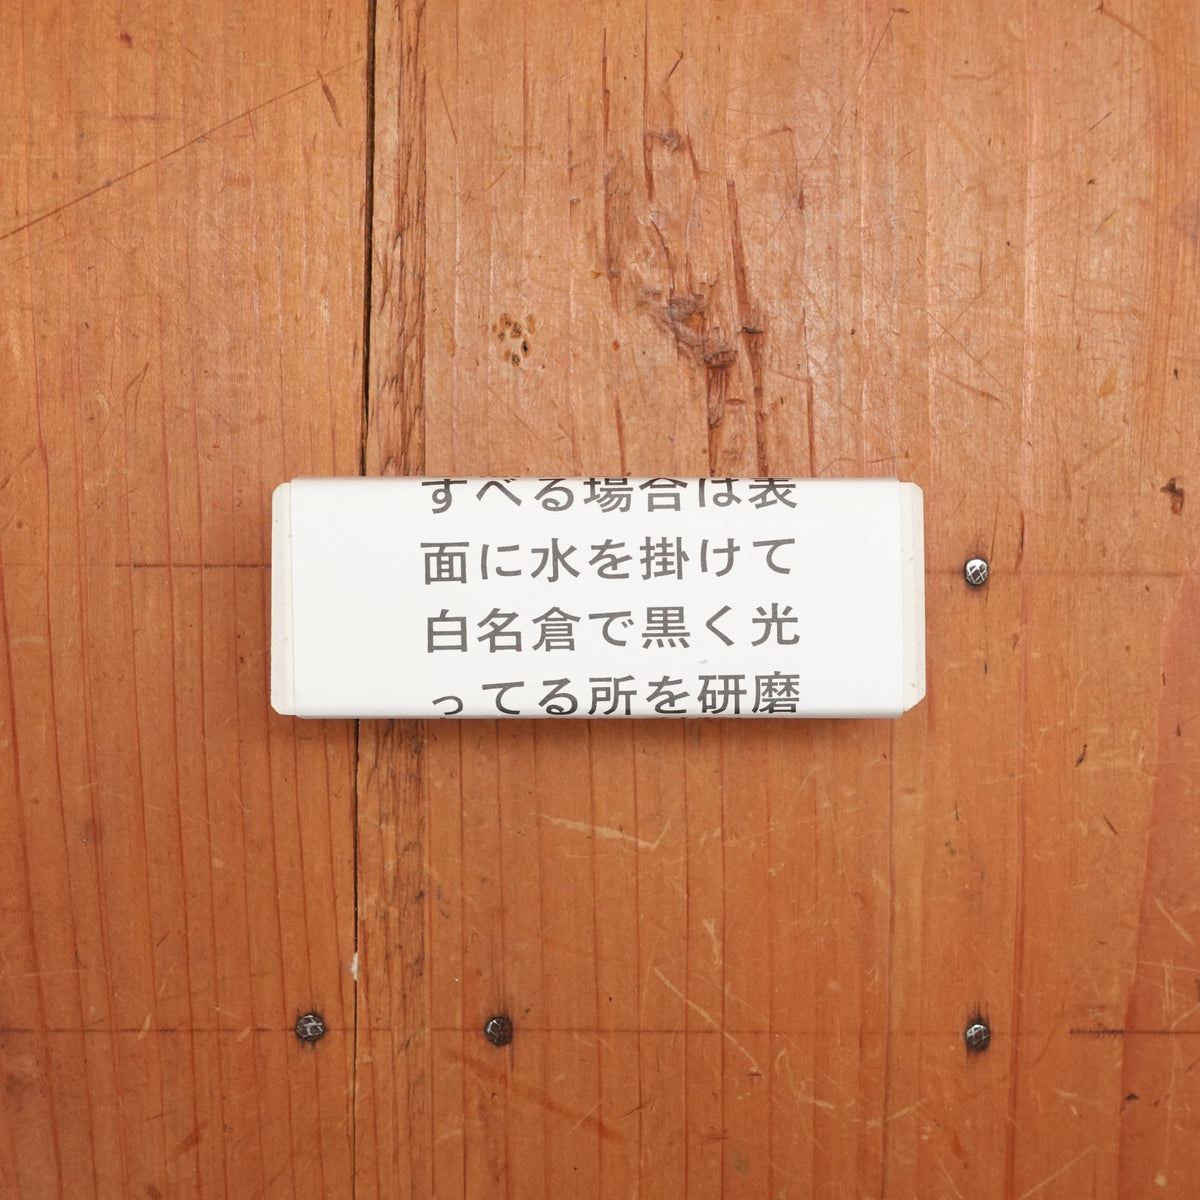 すべる場合は表
面に水を掛けて
白名倉で黒く光
ってる所を研磨